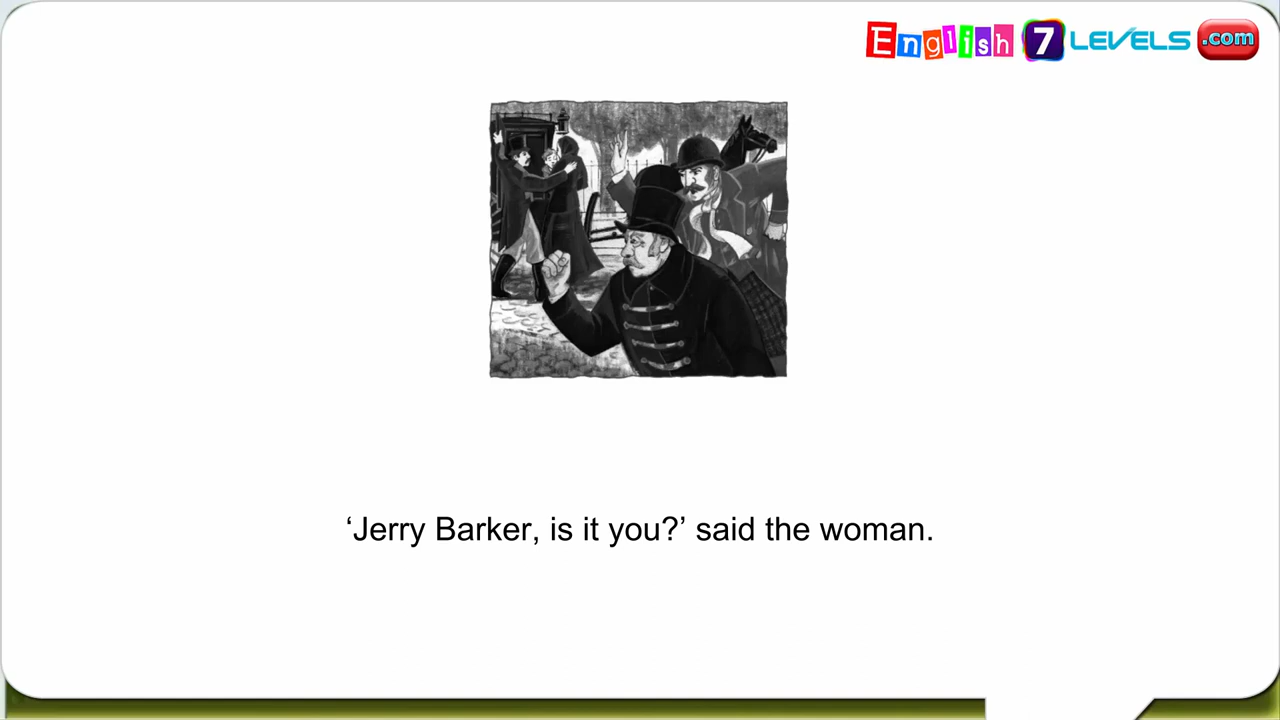 English 7 LEVELS .com
‘Jerry Barker, is it you?’ said the woman.